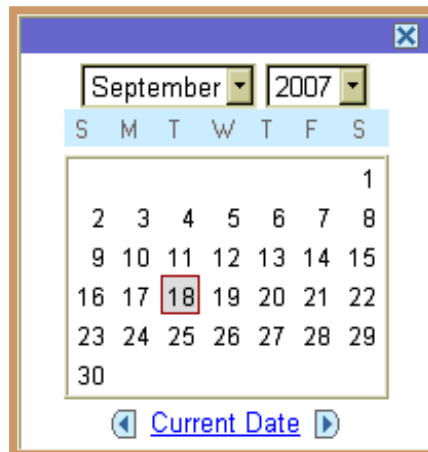 September 2007
S M T W T F S
1
2 3 4 5 6 7 8
9 10 11 12 13 14 15
16 17 18 19 20 21 22
23 24 25 26 27 28 29
30
Current Date